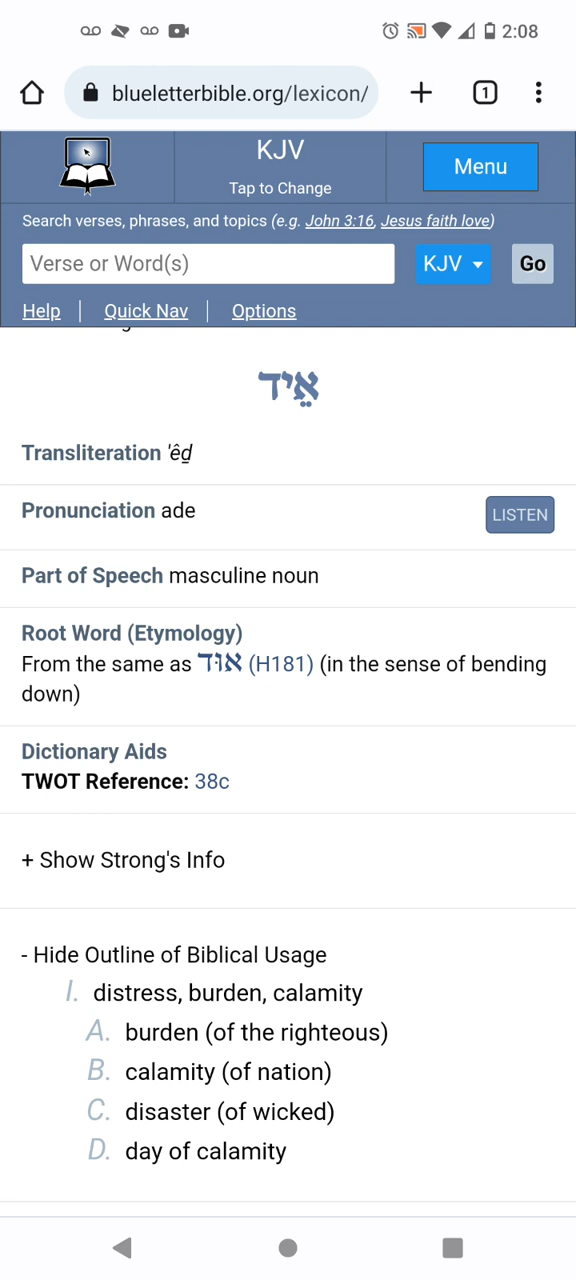 2:08
blueletterbible.org/lexicon/
1
KJV
Tap to Change
Menu
Search verses, phrases, and topics (e.g. John 3:16, Jesus faith love)
Verse or Word(s)
KJV
Go
Help | Quick Nav | Options
אֵיד
Transliteration 'êḏ
Pronunciation ade
LISTEN
Part of Speech masculine noun
Root Word (Etymology)
From the same as אוּד (H181) (in the sense of bending
down)
Dictionary Aids
TWOT Reference: 38c
+ Show Strong's Info
- Hide Outline of Biblical Usage
I. distress, burden, calamity
A. burden (of the righteous)
B. calamity (of nation)
C. disaster (of wicked)
D. day of calamity